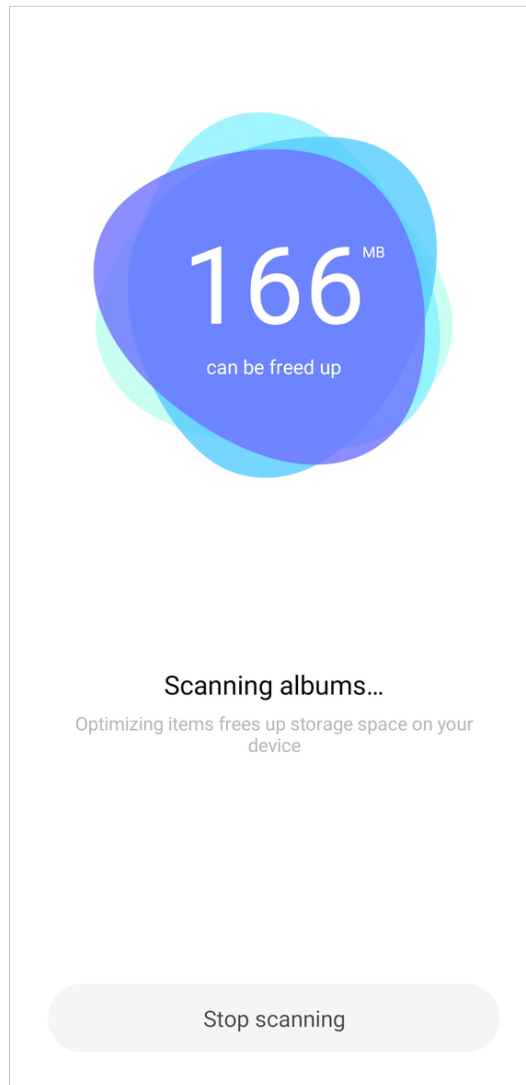 166 MB
can be freed up
Scanning albums…
Optimizing items frees up storage space on your
device
Stop scanning